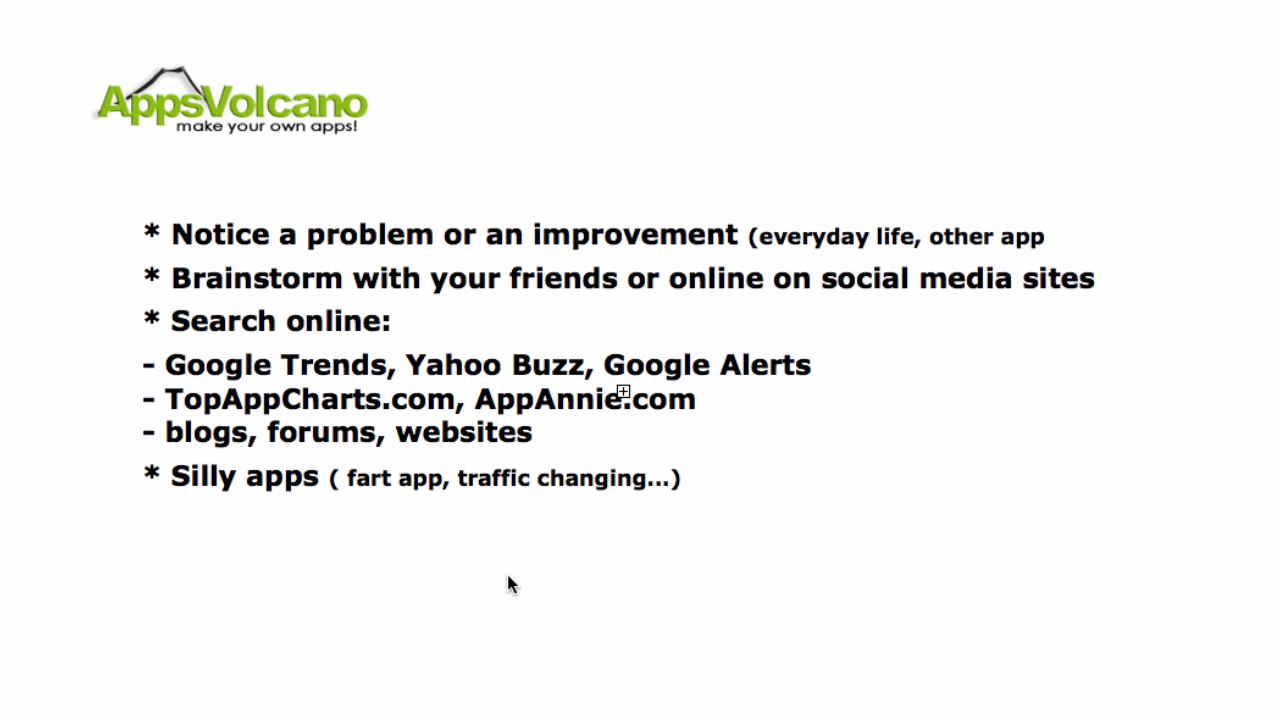 AppsVolcano
make your own apps!
* Notice a problem or an improvement (everyday life, other app
* Brainstorm with your friends or online on social media sites
* Search online:
- Google Trends, Yahoo Buzz, Google Alerts
- TopAppCharts.com, AppAnnie.com
- blogs, forums, websites
* Silly apps ( fart app, traffic changing...)